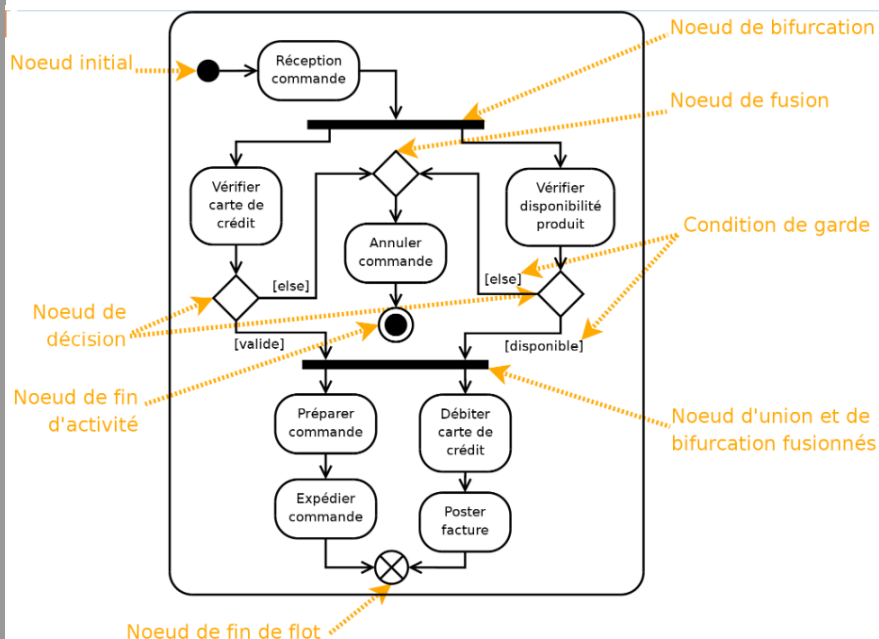 Noeud de bifurcation
Noeud initial
Réception
commande
Noeud de fusion
Vérifier
carte de
crédit
Vérifier
disponibilité
produit
Condition de garde
Annuler
commande
[else]
[else]
Noeud de
décision
[valide]
[disponible]
Noeud de fin
d'activité
Préparer
commande
Débiter
carte de
crédit
Noeud d'union et de
bifurcation fusionnés
Expédier
commande
Poster
facture
Noeud de fin de flot